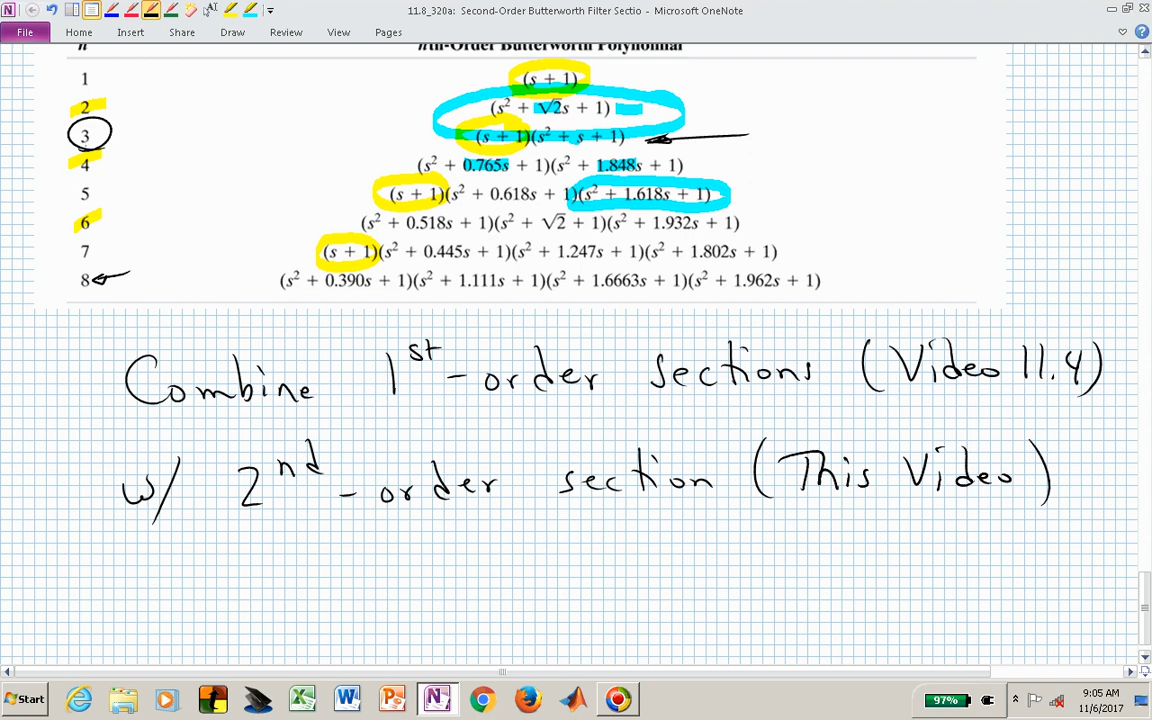 11.8_320a: Second-Order Butterworth Filter Sectio - Microsoft OneNote
File Home Insert Share Draw Review View Pages
n nth-Order Butterworth Polynomial
1 (s + 1)
2 (s² + √2s + 1)
3 (s + 1)(s² + s + 1)
4 (s² + 0.765s + 1)(s² + 1.848s + 1)
5 (s + 1)(s² + 0.618s + 1)(s² + 1.618s + 1)
6 (s² + 0.518s + 1)(s² + √2 + 1)(s² + 1.932s + 1)
7 (s + 1)(s² + 0.445s + 1)(s² + 1.247s + 1)(s² + 1.802s + 1)
8 (s² + 0.390s + 1)(s² + 1.111s + 1)(s² + 1.6663s + 1)(s² + 1.962s + 1)
Combine 1st-order sections (Video 11.4)
w/ 2nd-order section (This Video)
Start 97% 9:05 AM
11/6/2017